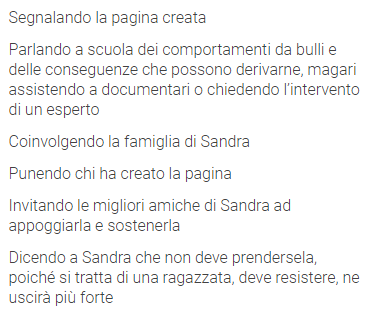 Segnalando la pagina creata
Parlando a scuola dei comportamenti da bulli e
delle conseguenze che possono derivarne, magari
assistendo a documentari o chiedendo l'intervento
di un esperto
Coinvolgendo la famiglia di Sandra
Punendo chi ha creato la pagina
Invitando le migliori amiche di Sandra ad
appoggiarla e sostenerla
Dicendo a Sandra che non deve prendersela,
poiché si tratta di una ragazzata, deve resistere, ne
uscirà più forte